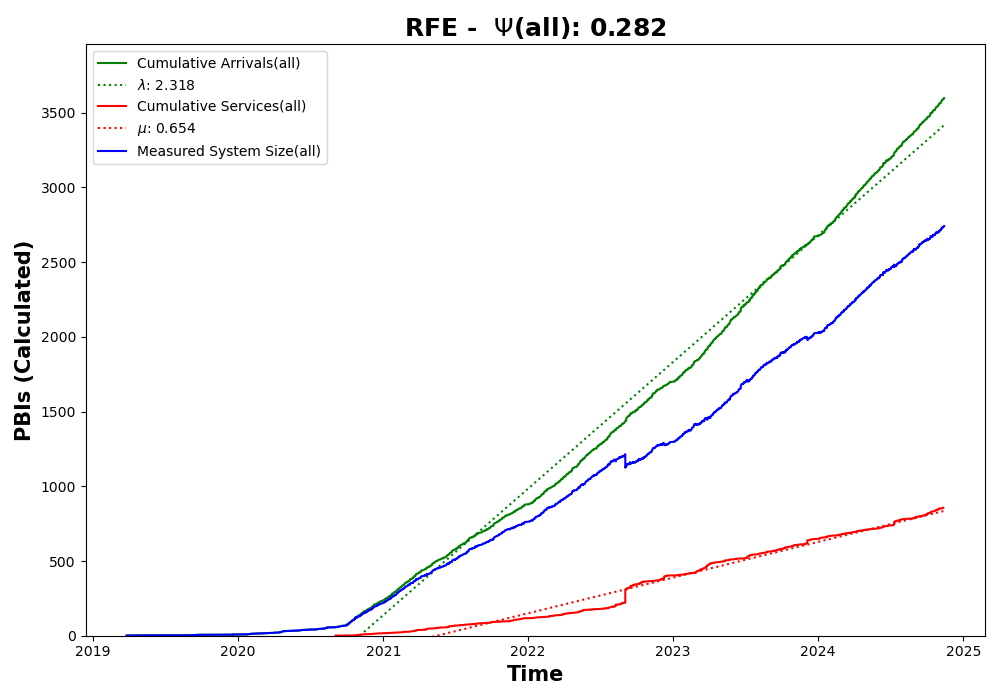 RFE - Ψ(all): 0.282
Cumulative Arrivals(all)
λ: 2.318
Cumulative Services(all)
μ: 0.654
Measured System Size(all)
PBIs (Calculated)
3500
3000
2500
2000
1500
1000
500
0
2019 2020 2021 2022 2023 2024 2025
Time